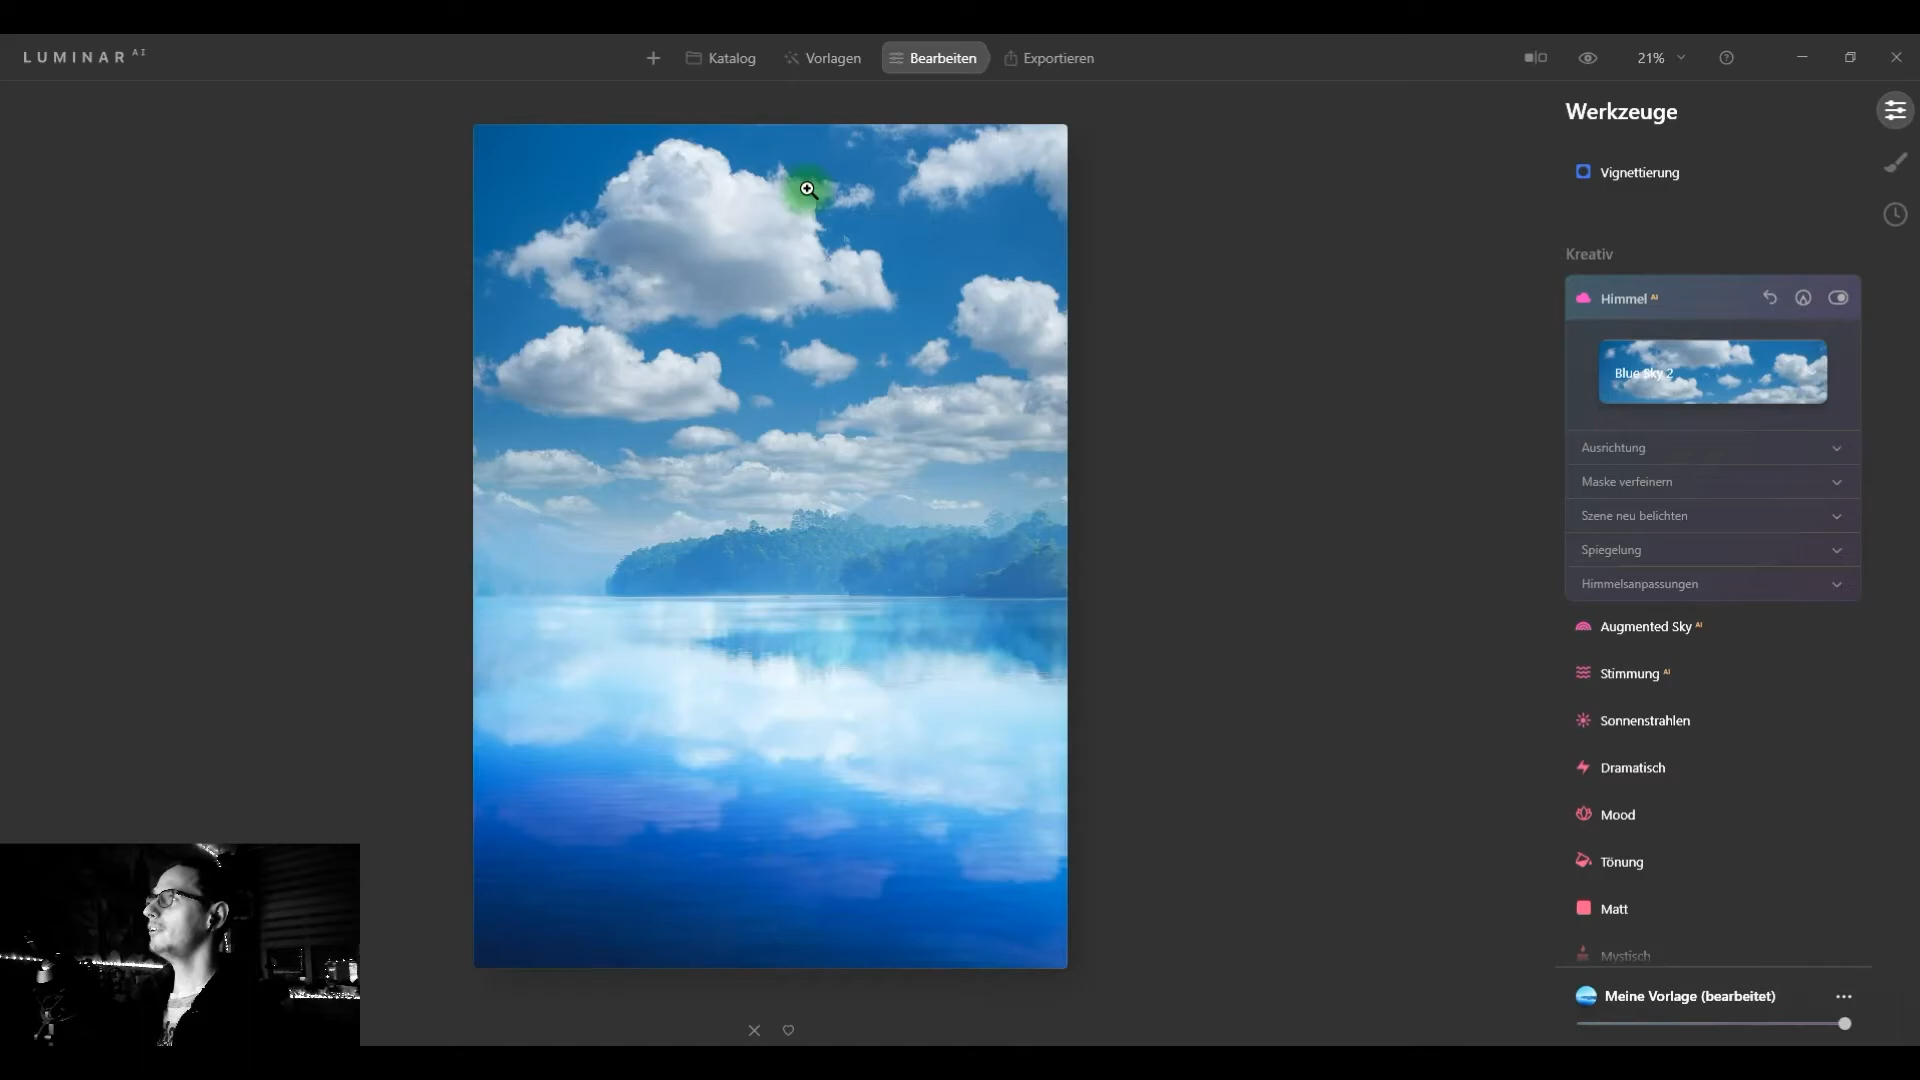 LUMINAR AI
Katalog
Vorlagen
Bearbeiten
Exportieren
21%
Werkzeuge
Vignettierung
Kreativ
Himmel AI
Blue Sky 2
Ausrichtung
Maske verfeinern
Szene neu belichten
Spiegelung
Himmelsanpassungen
Augmented Sky AI
Stimmung AI
Sonnenstrahlen
Dramatisch
Mood
Tönung
Matt
Mystisch
Meine Vorlage (bearbeitet)